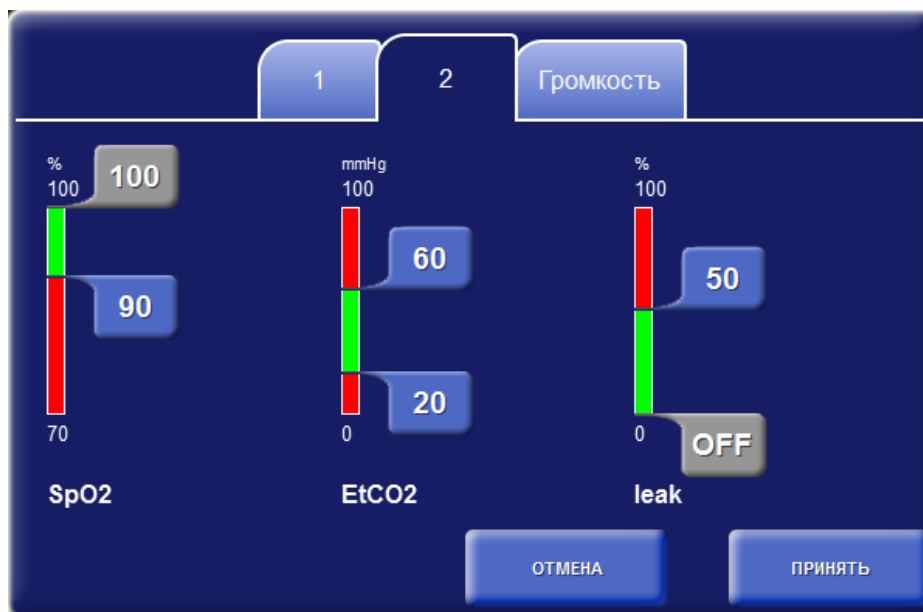 1
2
Громкость
%
100
100
90
70
SpO2
mmHg
100
60
20
0
EtCO2
%
100
50
0
OFF
leak
ОТМЕНА
ПРИНЯТЬ